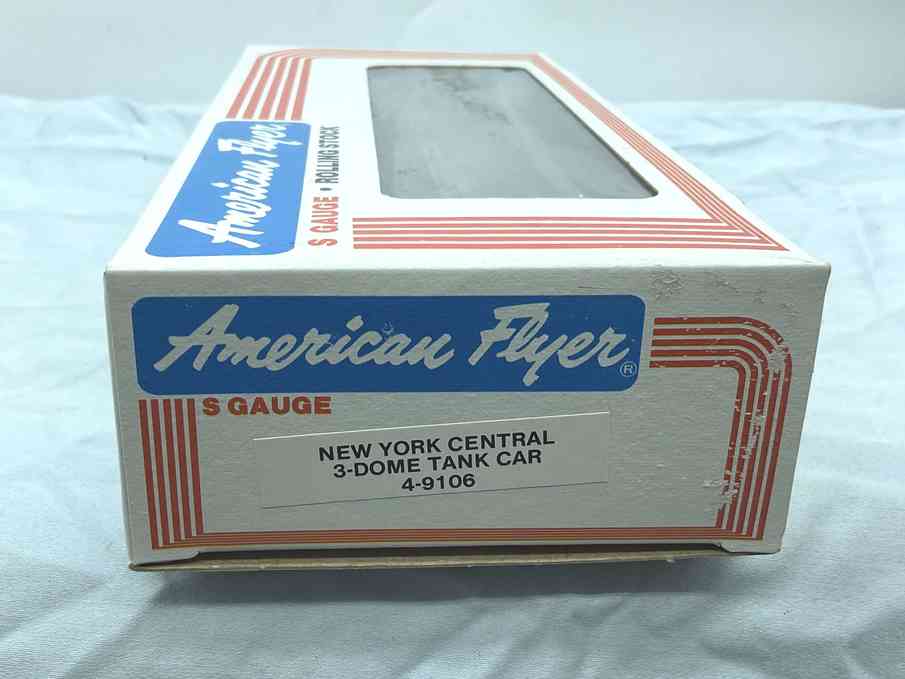 American Flyer
S GAUGE • ROLLING STOCK
American Flyer®
S GAUGE
NEW YORK CENTRAL
3-DOME TANK CAR
4-9106